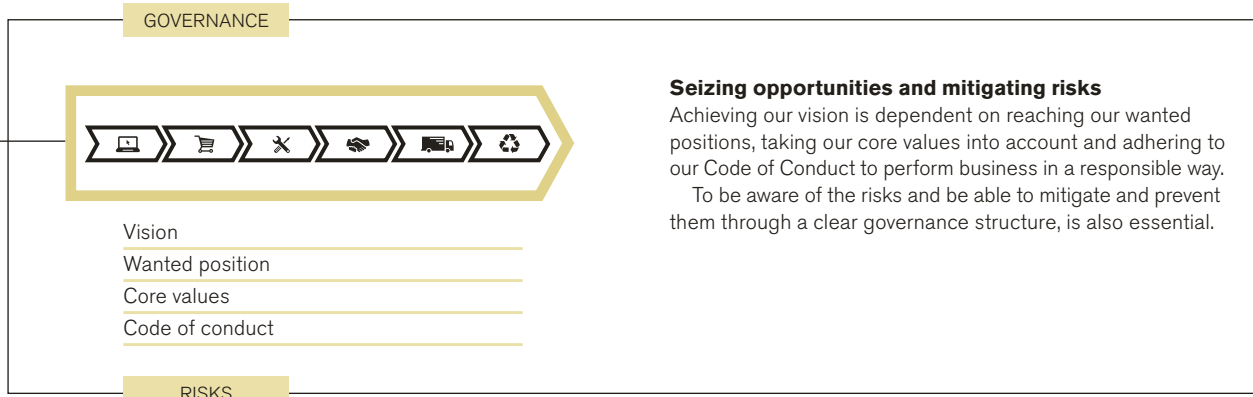 GOVERNANCE
Seizing opportunities and mitigating risks
Achieving our vision is dependent on reaching our wanted
positions, taking our core values into account and adhering to
our Code of Conduct to perform business in a responsible way.
To be aware of the risks and be able to mitigate and prevent
them through a clear governance structure, is also essential.
Vision
Wanted position
Core values
Code of conduct
RISKS